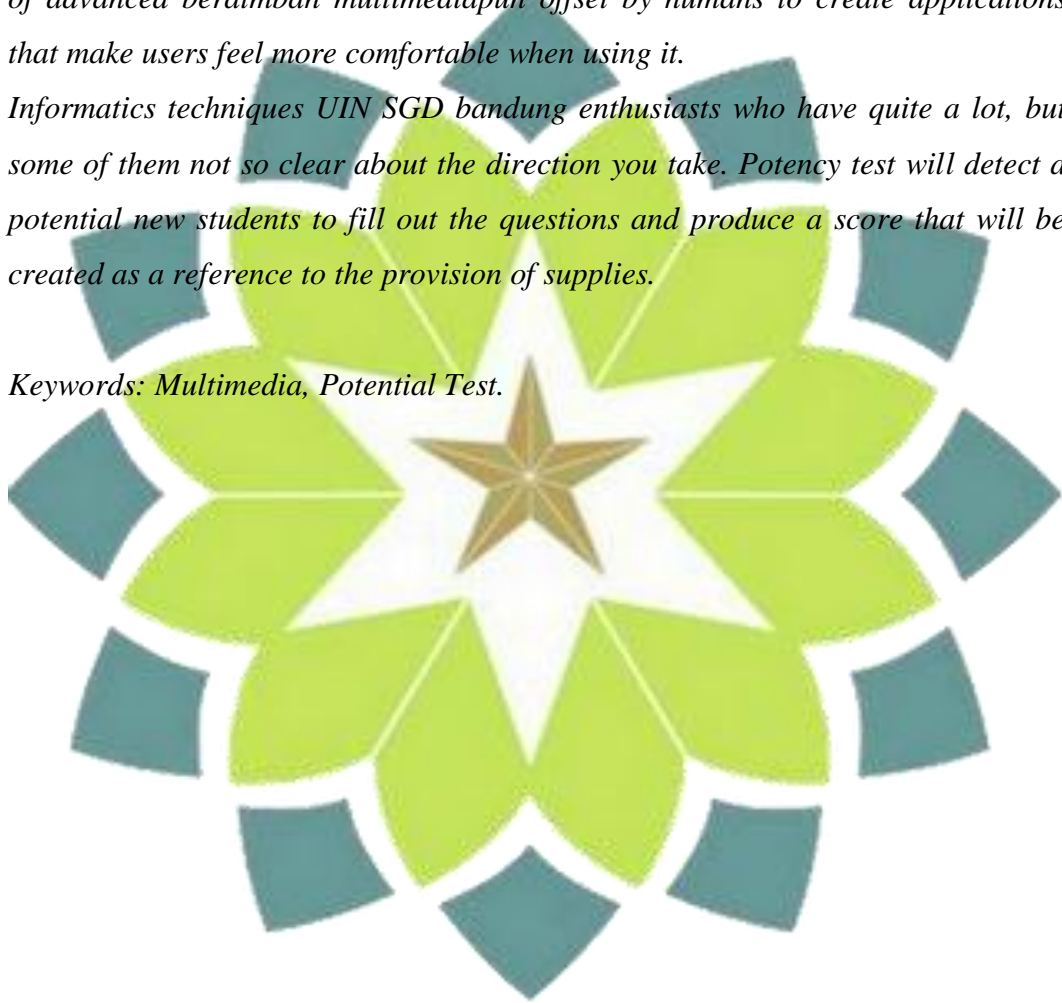 of advanced berdimban multimediapun offset by humans to create applications
that make users feel more comfortable when using it.
Informatics techniques UIN SGD bandung enthusiasts who have quite a lot, but
some of them not so clear about the direction you take. Potency test will detect a
potential new students to fill out the questions and produce a score that will be
created as a reference to the provision of supplies.
Keywords: Multimedia, Potential Test.